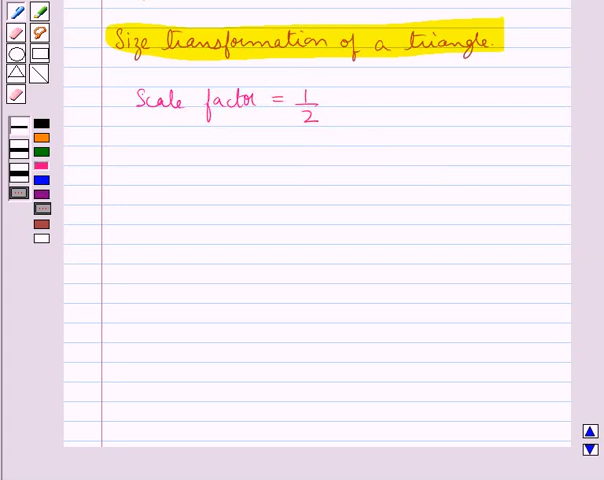 Size transformation of a triangle.
Scale factor = 1/2